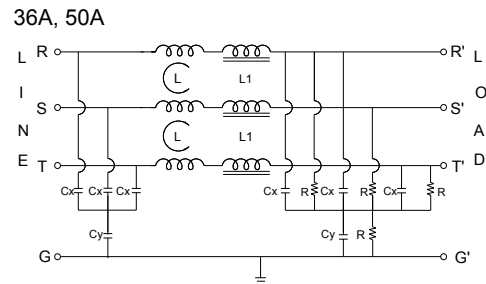 36A, 50A
L R R' L
L L1
I S S' O
N L L1 A
E T T' D
Cx Cx Cx Cx R Cx R Cx R
Cy Cy R
G G'